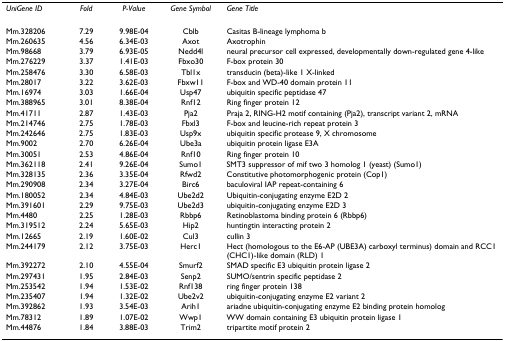 UniGene ID Fold P-Value Gene Symbol Gene Title
Mm.328206 7.29 9.98E-04 Cblb Casitas B-lineage lymphoma b
Mm.260635 4.56 6.34E-03 Axot Axotrophin
Mm.98668 3.79 6.93E-05 Nedd4l neural precursor cell expressed, developmentally down-regulated gene 4-like
Mm.276229 3.37 1.41E-03 Fbxo30 F-box protein 30
Mm.258476 3.30 6.58E-03 Tbl1x transducin (beta)-like 1 X-linked
Mm.28017 3.22 3.62E-03 Fbxw11 F-box and WD-40 domain protein 11
Mm.16974 3.03 1.66E-04 Usp47 ubiquitin specific peptidase 47
Mm.388965 3.01 8.38E-04 Rnf12 Ring finger protein 12
Mm.41711 2.87 1.43E-03 Pja2 Praja 2, RING-H2 motif containing (Pja2), transcript variant 2, mRNA
Mm.214746 2.75 1.78E-03 Fbxl3 F-box and leucine-rich repeat protein 3
Mm.242646 2.75 1.83E-03 Usp9x ubiquitin specific protease 9, X chromosome
Mm.9002 2.70 6.26E-04 Ube3a ubiquitin protein ligase E3A
Mm.30051 2.53 4.86E-04 Rnf10 Ring finger protein 10
Mm.362118 2.41 9.26E-04 Sumo1 SMT3 suppressor of mif two 3 homolog 1 (yeast) (Sumo1)
Mm.328135 2.36 3.35E-04 Rfwd2 Constitutive photomorphogenic protein (Cop1)
Mm.290908 2.34 3.27E-04 Birc6 baculoviral IAP repeat-containing 6
Mm.180052 2.34 4.84E-03 Ube2d2 Ubiquitin-conjugating enzyme E2D 2
Mm.391601 2.29 9.75E-03 Ube2d3 ubiquitin-conjugating enzyme E2D 3
Mm.4480 2.25 1.28E-03 Rbbp6 Retinoblastoma binding protein 6 (Rbbp6)
Mm.319512 2.24 5.65E-03 Hip2 huntingtin interacting protein 2
Mm.12665 2.19 1.60E-02 Cul3 cullin 3
Mm.244179 2.12 3.75E-03 Herc1 Hect (homologous to the E6-AP (UBE3A) carboxyl terminus) domain and RCC1
(CHC1)-like domain (RLD) 1
Mm.392272 2.10 4.55E-04 Smurf2 SMAD specific E3 ubiquitin protein ligase 2
Mm.297431 1.95 2.84E-03 Senp2 SUMO/sentrin specific peptidase 2
Mm.253542 1.94 1.53E-02 Rnf138 ring finger protein 138
Mm.235407 1.94 1.32E-02 Ube2v2 ubiquitin-conjugating enzyme E2 variant 2
Mm.392862 1.93 3.54E-03 Arih1 ariadne ubiquitin-conjugating enzyme E2 binding protein homolog
Mm.78312 1.89 1.07E-02 Wwp1 WW domain containing E3 ubiquitin protein ligase 1
Mm.44876 1.84 3.88E-03 Trim2 tripartite motif protein 2